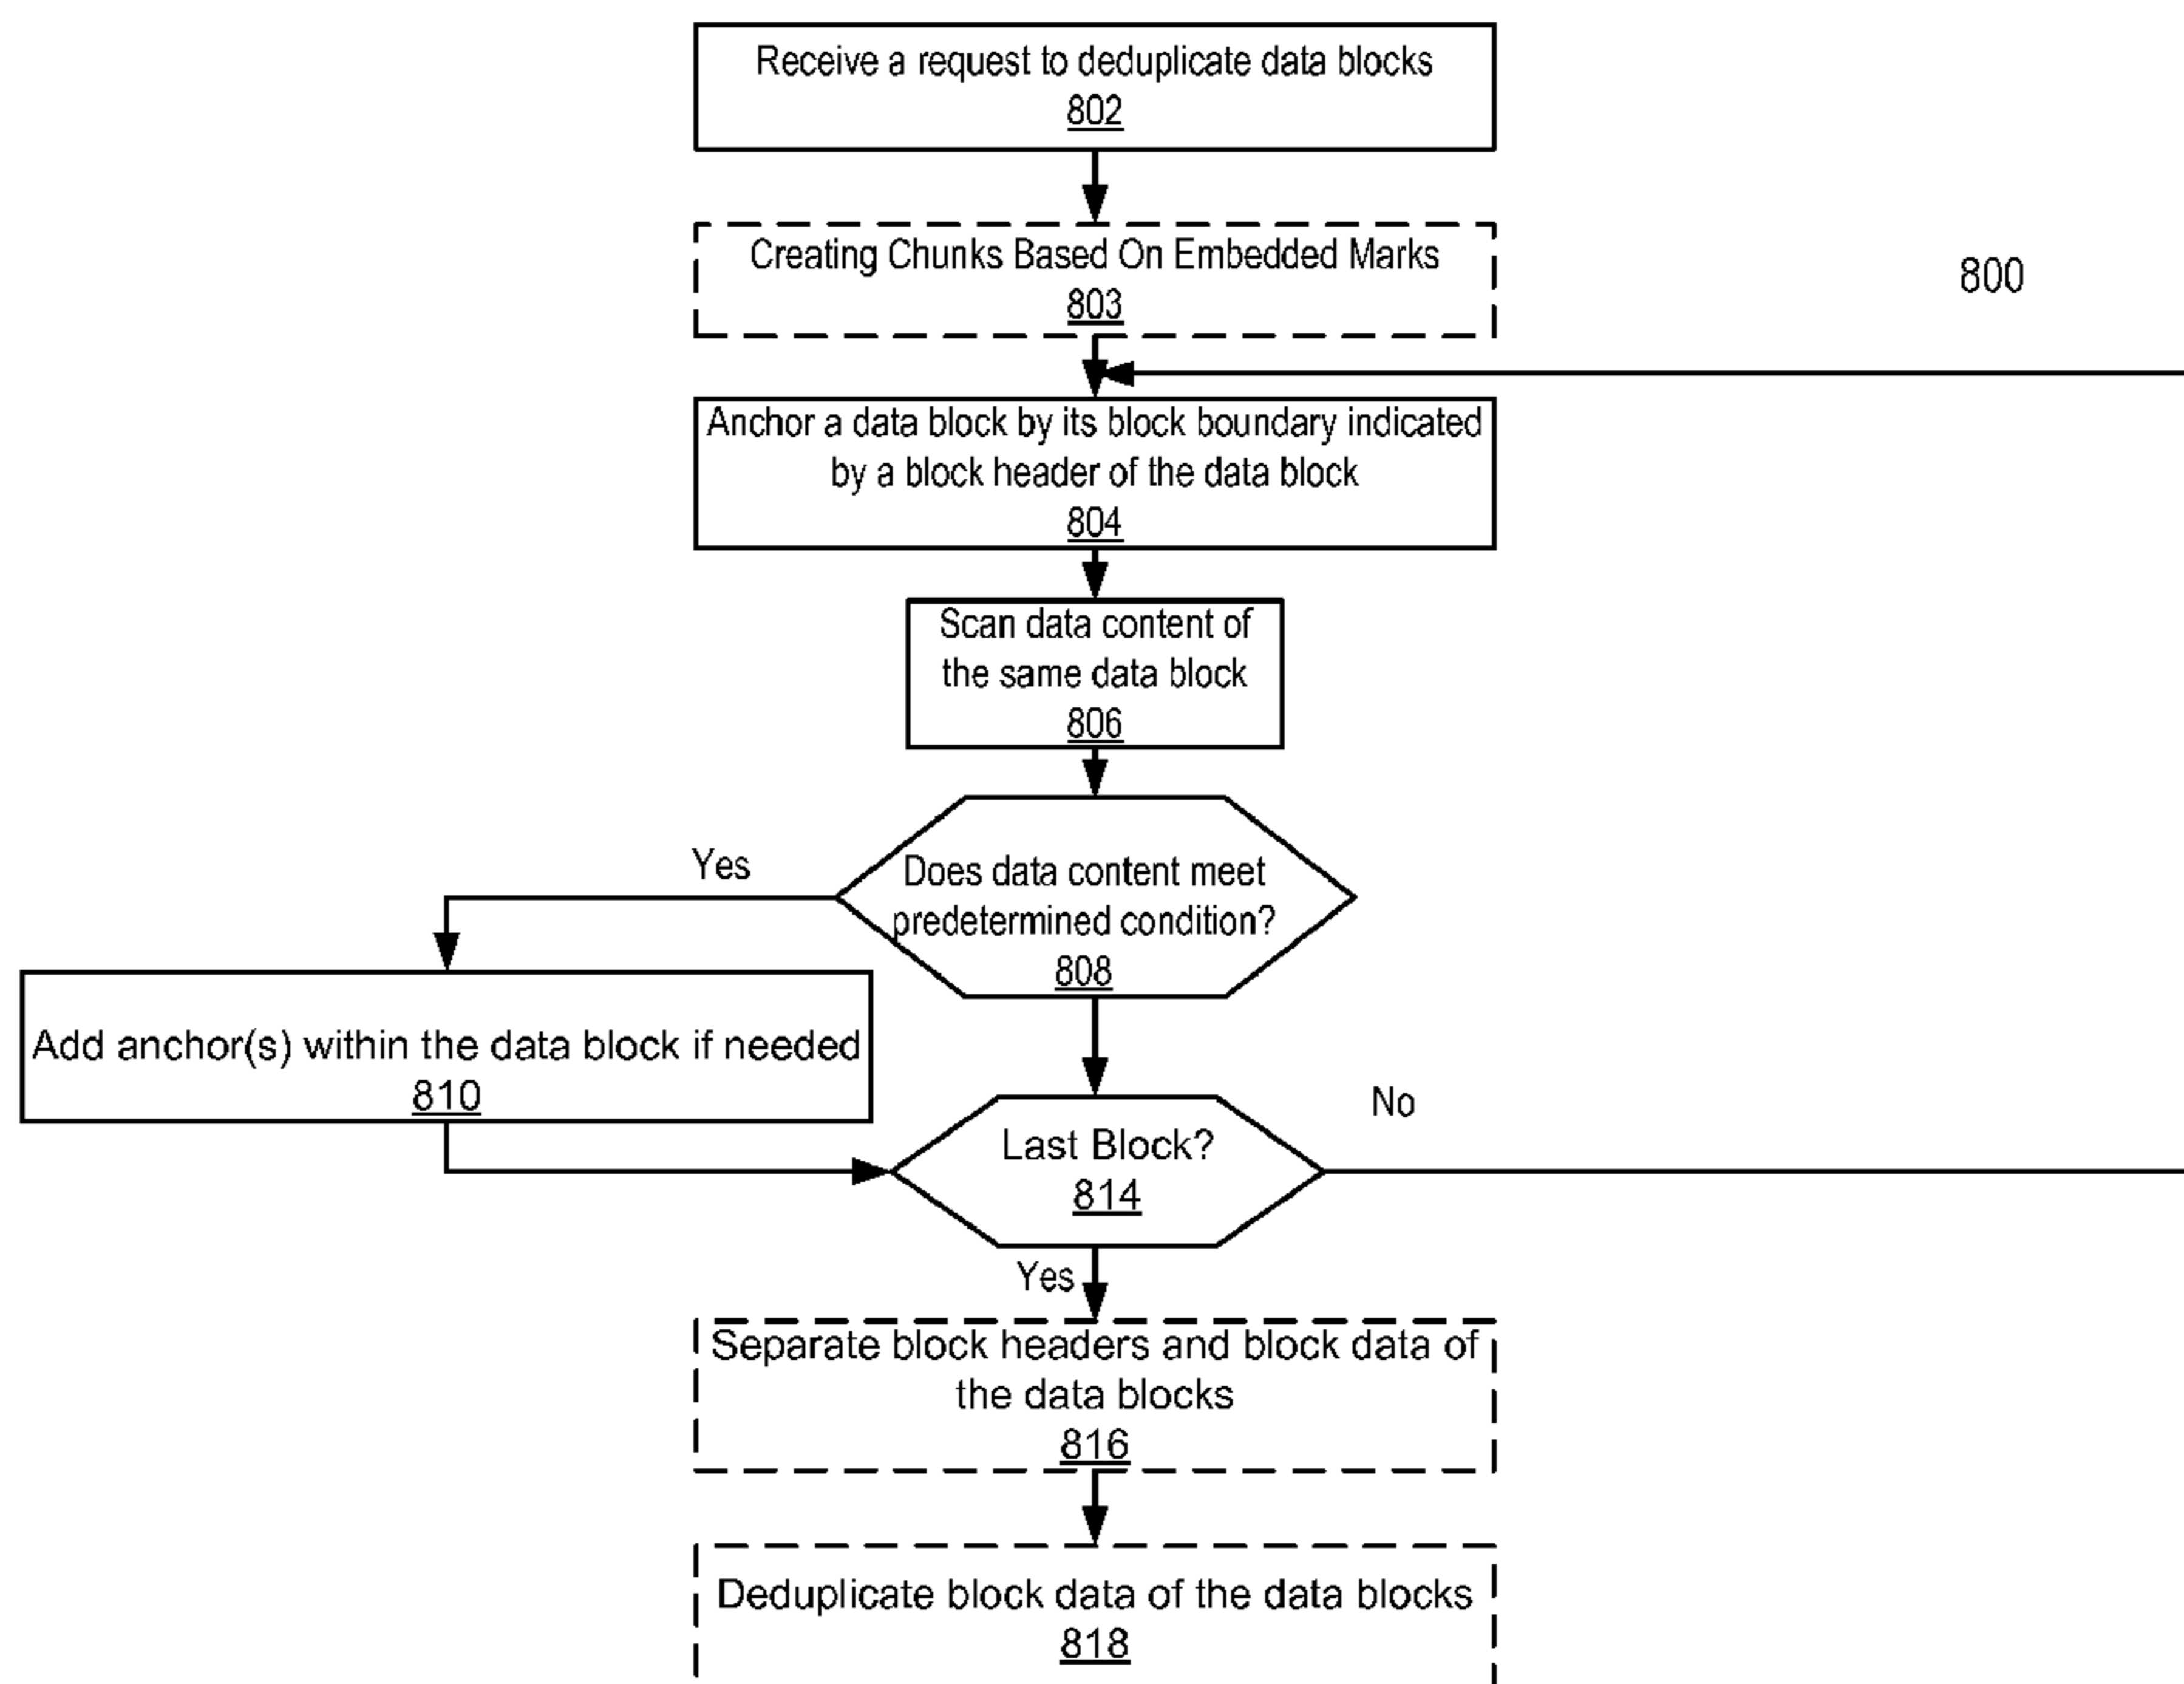 Receive a request to deduplicate data blocks
802
Creating Chunks Based On Embedded Marks
803
800
Anchor a data block by its block boundary indicated
by a block header of the data block
804
Scan data content of
the same data block
806
Yes
Does data content meet
predetermined condition?
808
Add anchor(s) within the data block if needed
810
No
Last Block?
814
Yes
Separate block headers and block data of
the data blocks
816
Deduplicate block data of the data blocks
818